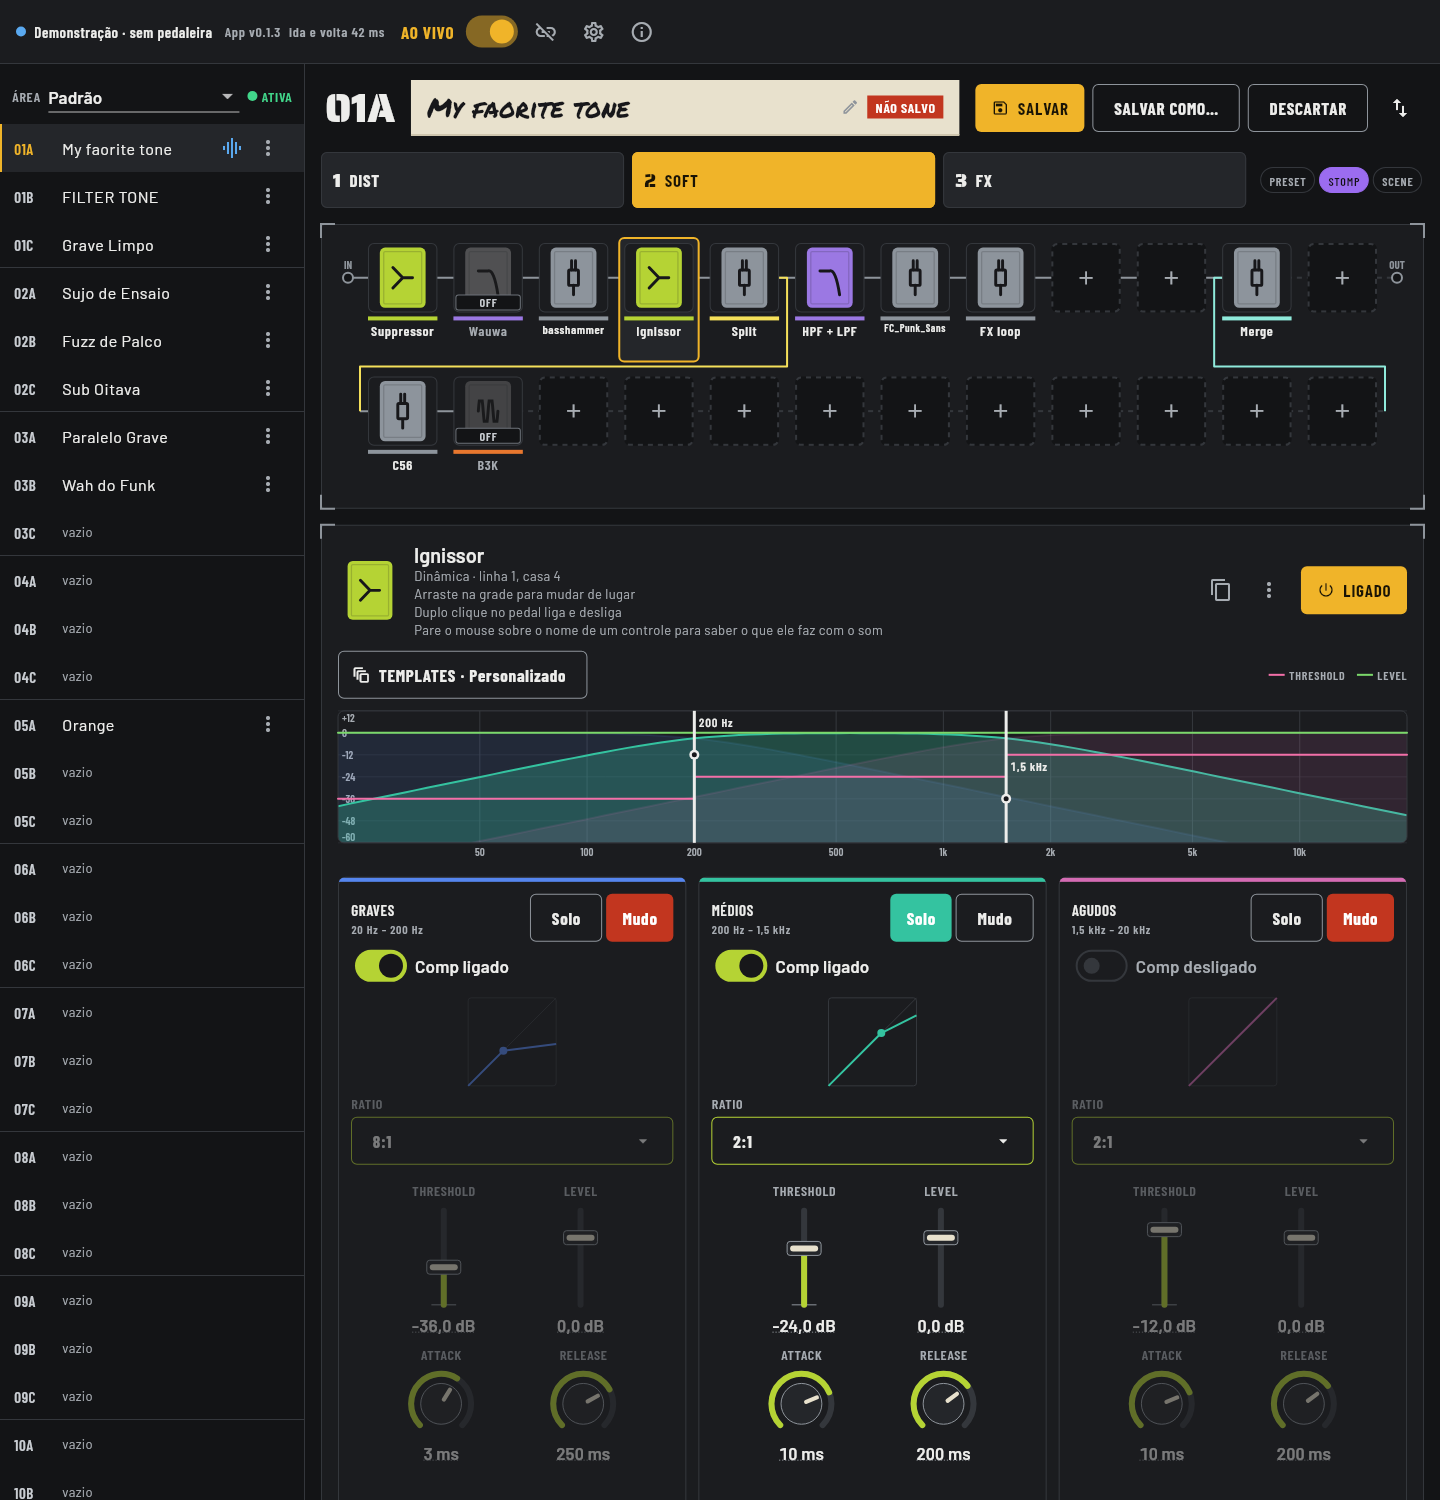 Demonstração · sem pedaleira App v0.1.3 Ida e volta 42 ms AO VIVO
ÁREA Padrão ATIVA
01A My faorite tone
01B FILTER TONE
01C Grave Limpo
02A Sujo de Ensaio
02B Fuzz de Palco
02C Sub Oitava
03A Paralelo Grave
03B Wah do Funk
03C vazio
04A vazio
04B vazio
04C vazio
05A Orange
05B vazio
05C vazio
06A vazio
06B vazio
06C vazio
07A vazio
07B vazio
07C vazio
08A vazio
08B vazio
08C vazio
09A vazio
09B vazio
09C vazio
10A vazio
10B vazio
01A My faorite tone NÃO SALVO SALVAR SALVAR COMO... DESCARTAR
1 DIST 2 SOFT 3 FX PRESET STOMP SCENE
IN OUT
OFF
Suppressor Wauwa basshammer Ignissor Split HPF + LPF FC_Punk_Sans FX loop Merge
OFF
C56 B3K
Ignissor
Dinâmica · linha 1, casa 4
Arraste na grade para mudar de lugar
Duplo clique no pedal liga e desliga
Pare o mouse sobre o nome de um controle para saber o que ele faz com o som
LIGADO
TEMPLATES · Personalizado THRESHOLD LEVEL
+12
0
-12
-24
-36
-48
-60
200 Hz
1,5 kHz
50 100 200 500 1k 2k 5k 10k
GRAVES
20 Hz – 200 Hz
Solo Mudo
Comp ligado
RATIO
8:1
THRESHOLD LEVEL
-36,0 dB 0,0 dB
ATTACK RELEASE
3 ms 250 ms
MÉDIOS
200 Hz – 1,5 kHz
Solo Mudo
Comp ligado
RATIO
2:1
THRESHOLD LEVEL
-24,0 dB 0,0 dB
ATTACK RELEASE
10 ms 200 ms
AGUDOS
1,5 kHz – 20 kHz
Solo Mudo
Comp desligado
RATIO
2:1
THRESHOLD LEVEL
-12,0 dB 0,0 dB
ATTACK RELEASE
10 ms 200 ms